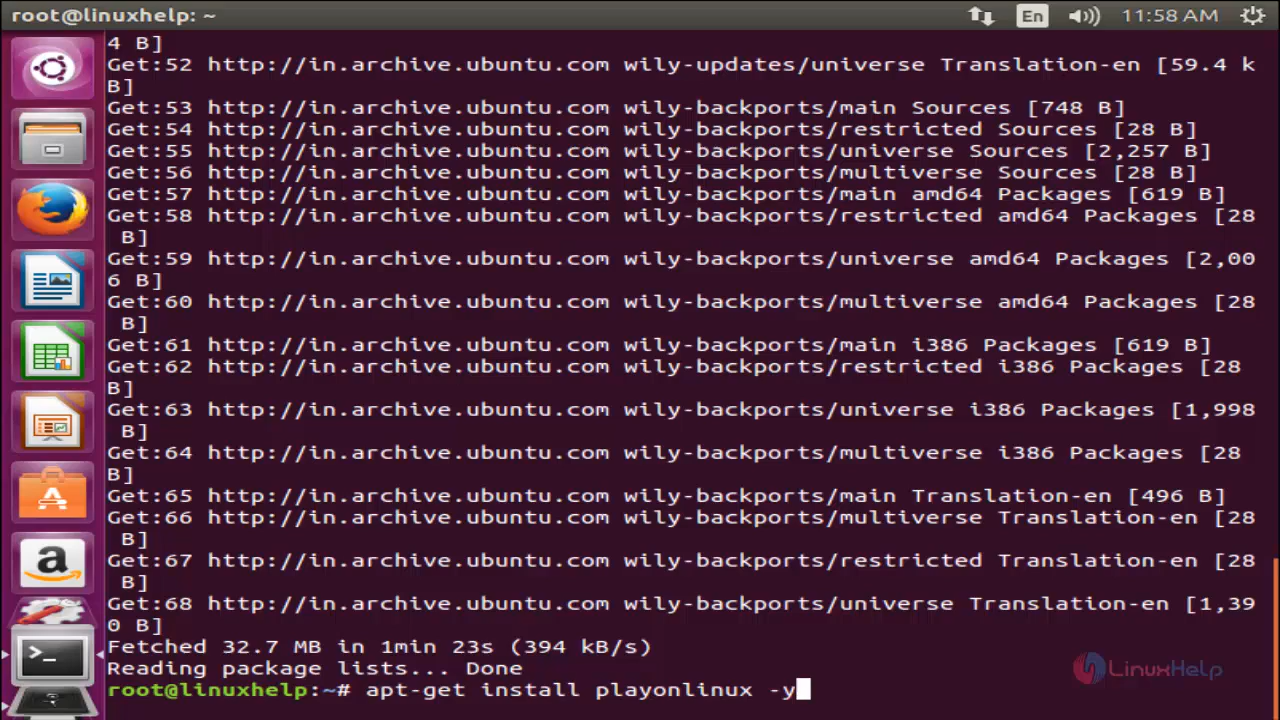 root@linuxhelp: ~
En
11:58 AM
4 B]
Get:52 http://in.archive.ubuntu.com wily-updates/universe Translation-en [59.4 k
B]
Get:53 http://in.archive.ubuntu.com wily-backports/main Sources [748 B]
Get:54 http://in.archive.ubuntu.com wily-backports/restricted Sources [28 B]
Get:55 http://in.archive.ubuntu.com wily-backports/universe Sources [2,257 B]
Get:56 http://in.archive.ubuntu.com wily-backports/multiverse Sources [28 B]
Get:57 http://in.archive.ubuntu.com wily-backports/main amd64 Packages [619 B]
Get:58 http://in.archive.ubuntu.com wily-backports/restricted amd64 Packages [28
 B]
Get:59 http://in.archive.ubuntu.com wily-backports/universe amd64 Packages [2,00
6 B]
Get:60 http://in.archive.ubuntu.com wily-backports/multiverse amd64 Packages [28
 B]
Get:61 http://in.archive.ubuntu.com wily-backports/main i386 Packages [619 B]
Get:62 http://in.archive.ubuntu.com wily-backports/restricted i386 Packages [28 
B]
Get:63 http://in.archive.ubuntu.com wily-backports/universe i386 Packages [1,998
 B]
Get:64 http://in.archive.ubuntu.com wily-backports/multiverse i386 Packages [28 
B]
Get:65 http://in.archive.ubuntu.com wily-backports/main Translation-en [496 B]
Get:66 http://in.archive.ubuntu.com wily-backports/multiverse Translation-en [28
 B]
Get:67 http://in.archive.ubuntu.com wily-backports/restricted Translation-en [28
 B]
Get:68 http://in.archive.ubuntu.com wily-backports/universe Translation-en [1,39
0 B]
Fetched 32.7 MB in 1min 23s (394 kB/s)
Reading package lists... Done
root@linuxhelp:~# apt-get install playonlinux -y
LinuxHelp